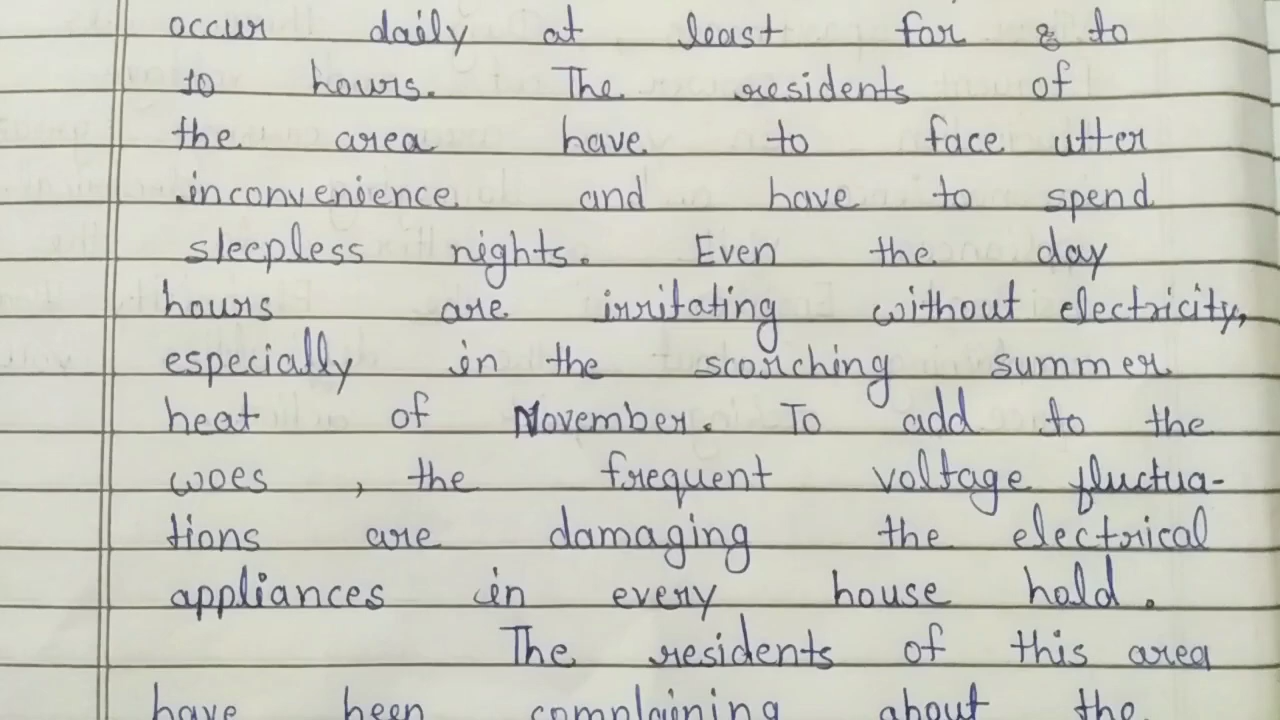 occur daily at least for 8 to
10 hours. The residents of
the area have to face utter
inconvenience and have to spend
sleepless nights. Even the day
hours are irritating without electricity,
especially in the scorching summer
heat of November. To add to the
woes , the frequent voltage fluctua-
tions are damaging the electrical
appliances in every house hold.
The residents of this area
have been complaining about the